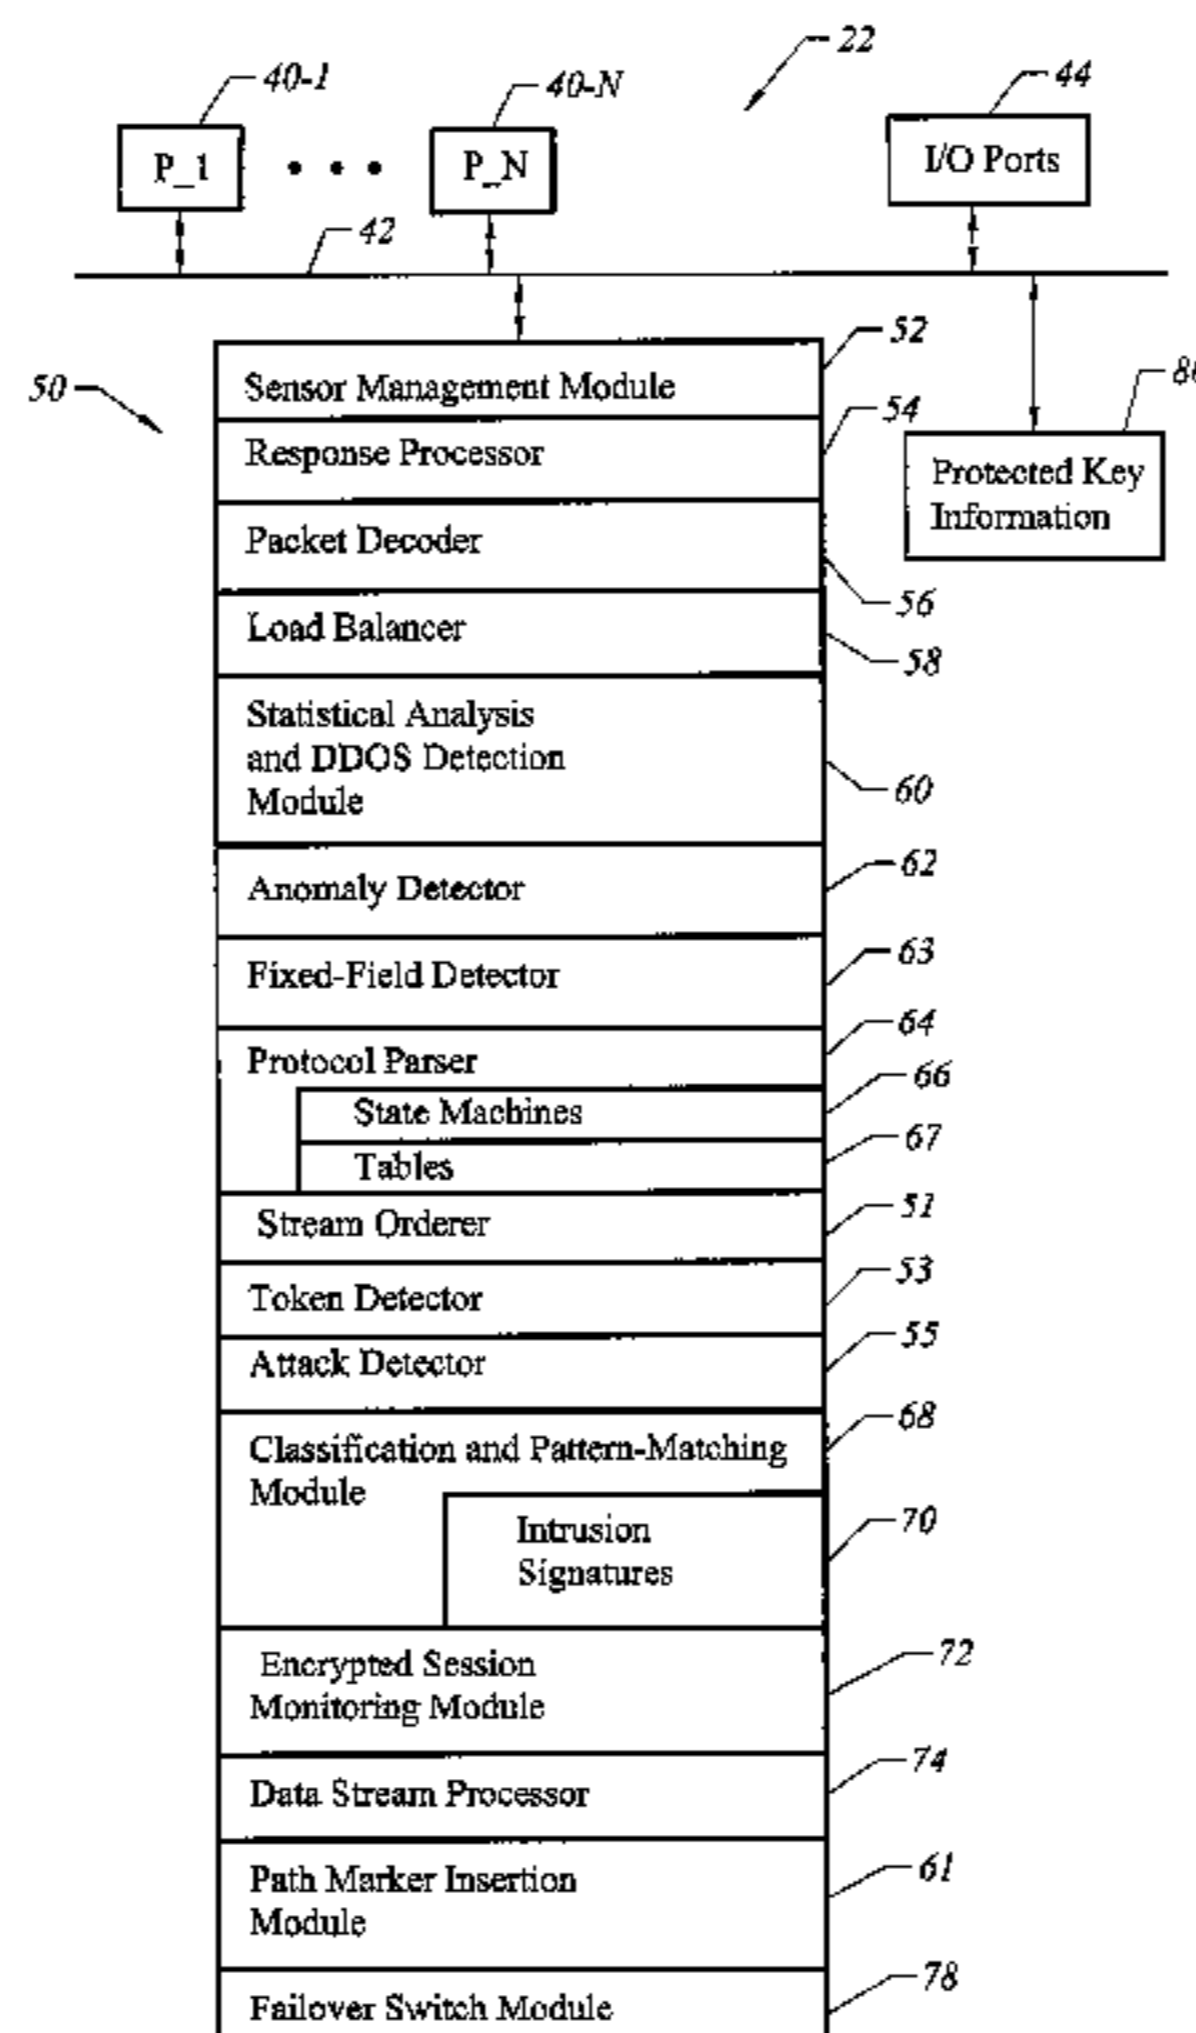 22
40-1
40-N
44
P_1
P_N
I/O Ports
42
50
52
Sensor Management Module
54
Response Processor
Protected Key
Information
Packet Decoder
56
Load Balancer
58
Statistical Analysis
and DDOS Detection
Module
60
62
Anomaly Detector
63
Fixed-Field Detector
64
Protocol Parser
66
State Machines
67
Tables
51
Stream Orderer
53
Token Detector
55
Attack Detector
68
Classification and Pattern-Matching
Module
70
Intrusion
Signatures
72
Encrypted Session
Monitoring Module
74
Data Stream Processor
61
Path Marker Insertion
Module
78
Failover Switch Module